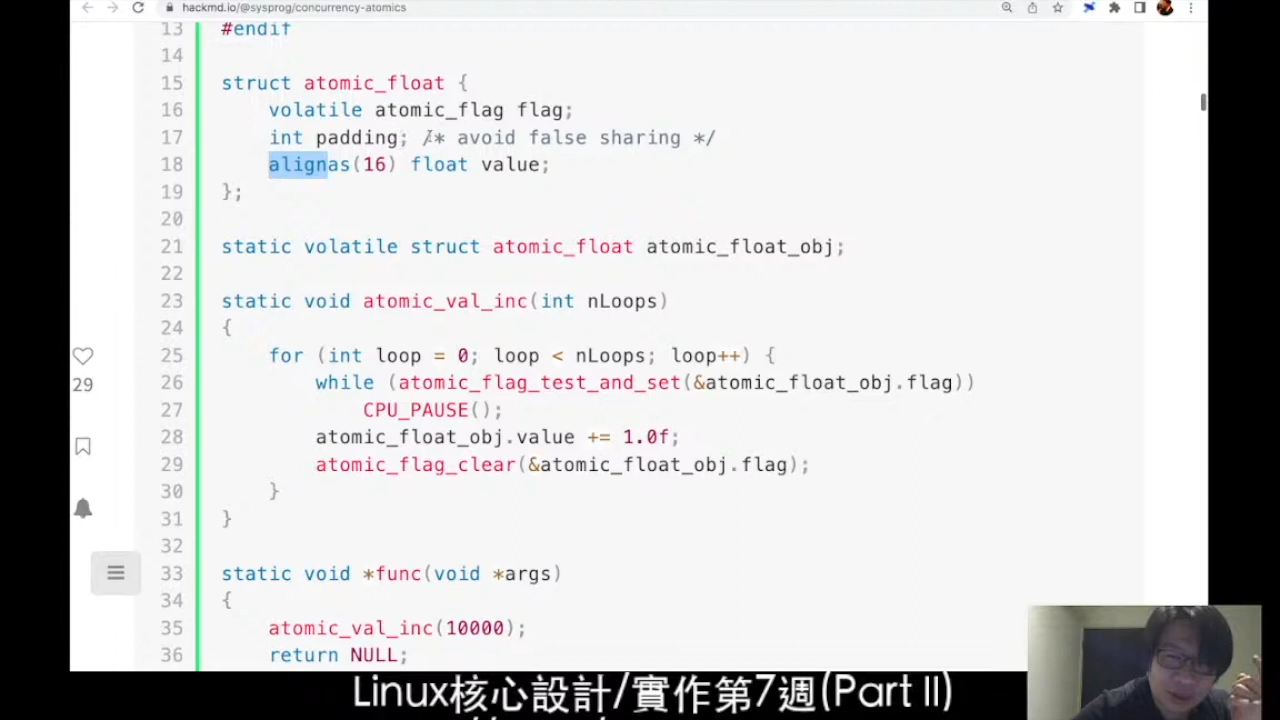 hackmd.io/@sysprog/concurrency-atomics
13 #endif
14
15 struct atomic_float {
16 volatile atomic_flag flag;
17 int padding; /* avoid false sharing */
18 alignas(16) float value;
19 };
20
21 static volatile struct atomic_float atomic_float_obj;
22
23 static void atomic_val_inc(int nLoops)
24 {
25 for (int loop = 0; loop < nLoops; loop++) {
26 while (atomic_flag_test_and_set(&atomic_float_obj.flag))
27 CPU_PAUSE();
28 atomic_float_obj.value += 1.0f;
29 atomic_flag_clear(&atomic_float_obj.flag);
30 }
31 }
32
33 static void *func(void *args)
34 {
35 atomic_val_inc(10000);
36 return NULL;
29
Linux核心設計/實作第7週(Part II)